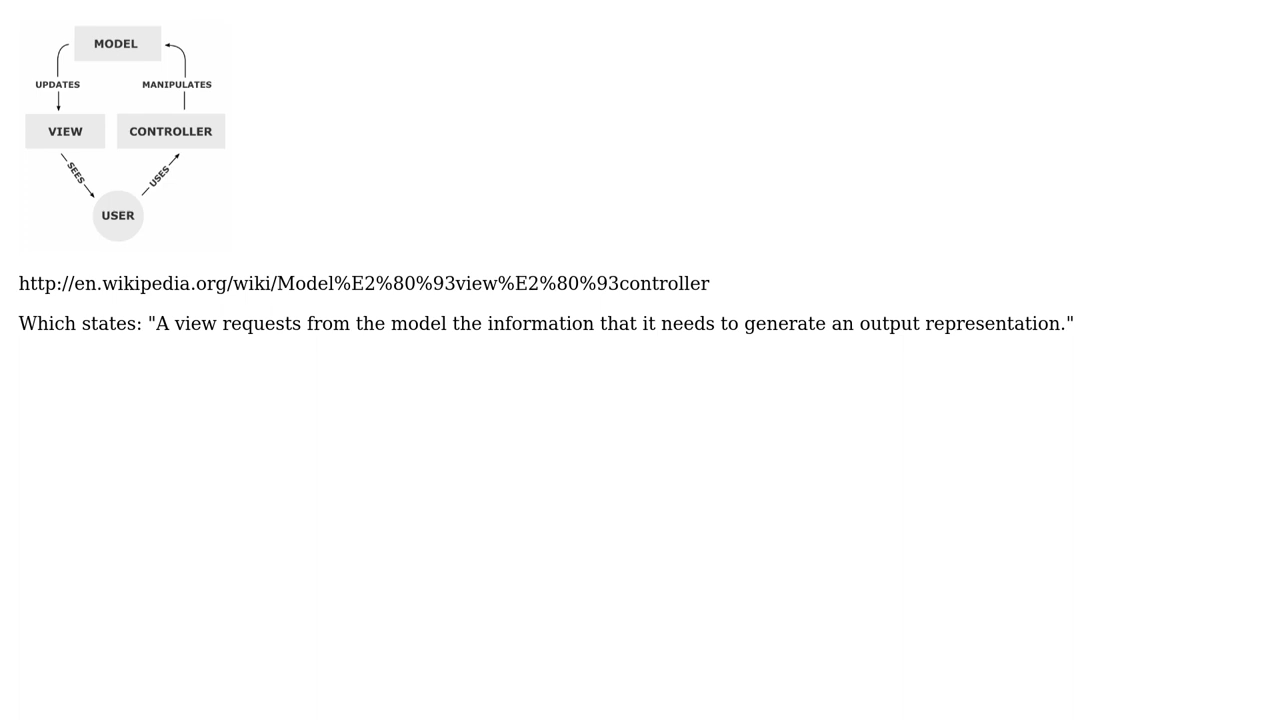 MODEL
UPDATES
MANIPULATES
VIEW
CONTROLLER
SEES
USES
USER
http://en.wikipedia.org/wiki/Model%E2%80%93view%E2%80%93controller
Which states: "A view requests from the model the information that it needs to generate an output representation."